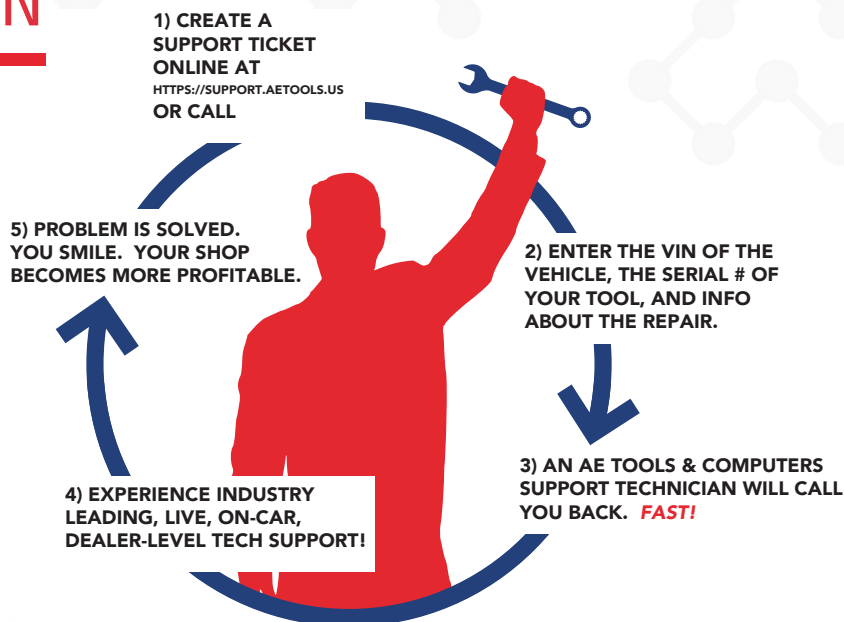 N
1) CREATE A
SUPPORT TICKET
ONLINE AT
HTTPS://SUPPORT.AETOOLS.US
OR CALL
2) ENTER THE VIN OF THE
VEHICLE, THE SERIAL # OF
YOUR TOOL, AND INFO
ABOUT THE REPAIR.
3) AN AE TOOLS & COMPUTERS
SUPPORT TECHNICIAN WILL CALL
YOU BACK. FAST!
4) EXPERIENCE INDUSTRY
LEADING, LIVE, ON-CAR,
DEALER-LEVEL TECH SUPPORT!
5) PROBLEM IS SOLVED.
YOU SMILE. YOUR SHOP
BECOMES MORE PROFITABLE.